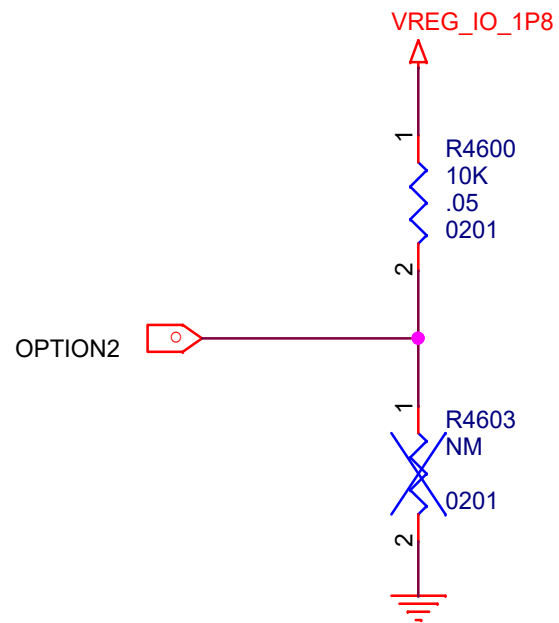 VREG_IO_1P8
1
R4600
10K
.05
0201
2
OPTION2
1
R4603
NM
0201
2